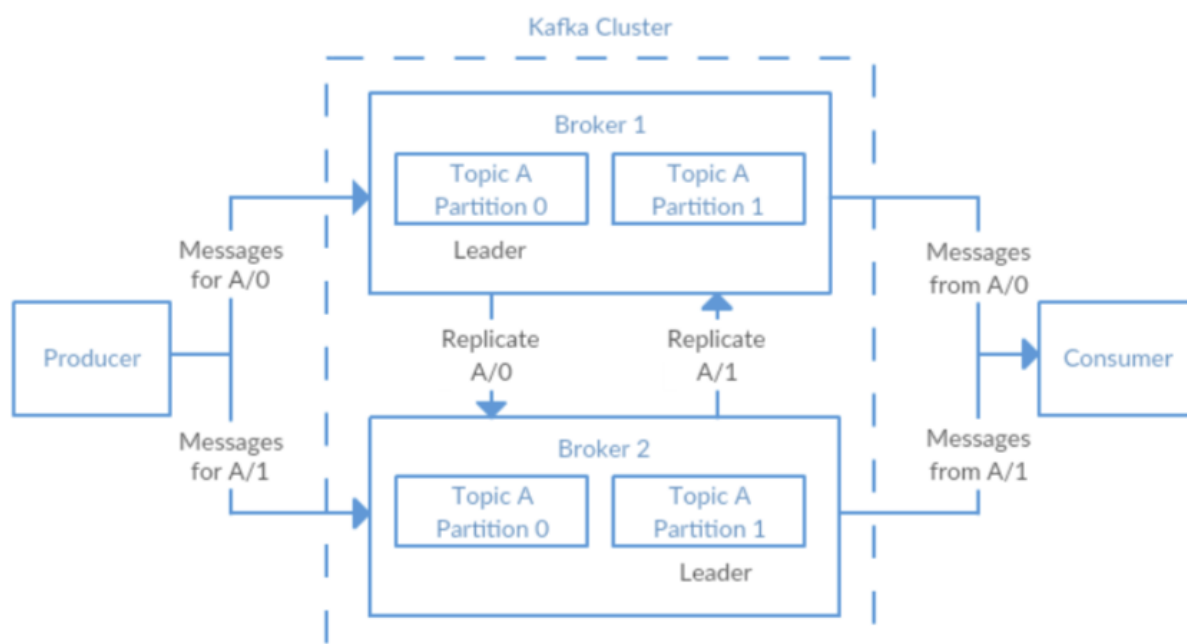 Kafka Cluster
Broker 1
Topic A
Partition 0
Topic A
Partition 1
Leader
Messages
for A/0
Messages
from A/0
Producer
Replicate
A/0
Replicate
A/1
Consumer
Messages
for A/1
Messages
from A/1
Broker 2
Topic A
Partition 0
Topic A
Partition 1
Leader